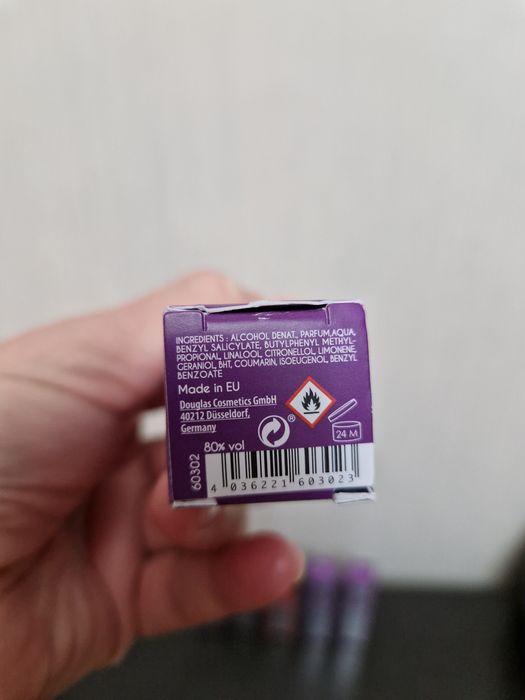 INGREDIENTS : ALCOHOL DENAT., PARFUM,AQUA,
BENZYL SALICYLATE, BUTYLPHENYL METHYL-
PROPIONAL, LINALOOL, CITRONELLOL, LIMONENE,
GERANIOL, BHT, COUMARIN, ISOEUGENOL, BENZYL
BENZOATE
Made in EU
Douglas Cosmetics GmbH
40212 Düsseldorf,
Germany
®
24 M
80% vol
60302
4 036221 603023